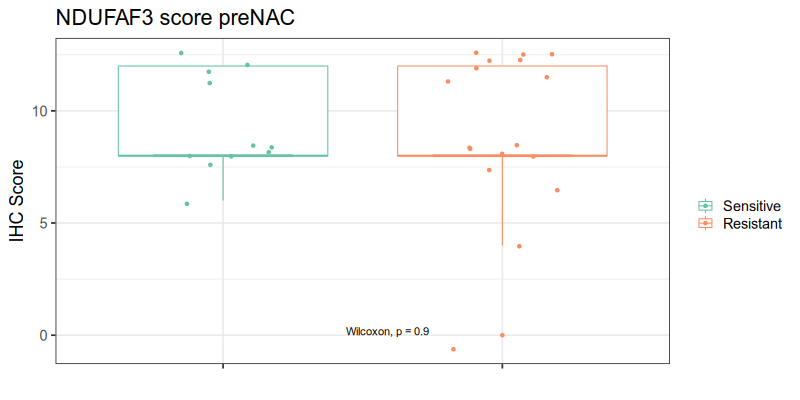 NDUFAF3 score preNAC
IHC Score
10
5
0
Wilcoxon, p = 0.9
Sensitive
Resistant